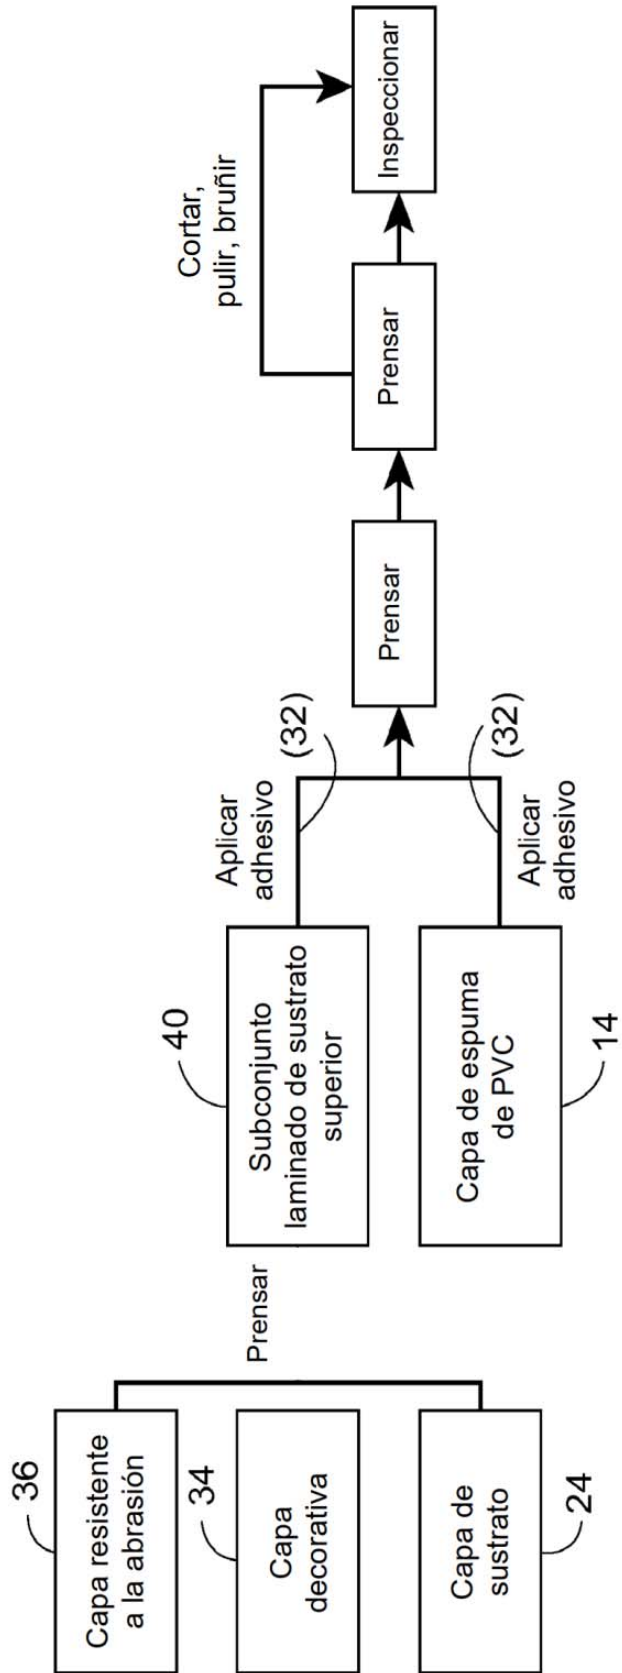 36
Capa resistente
a la abrasión
34
Capa
decorativa
Capa de
sustrato
24
Prensar
40
Subconjunto
laminado de sustrato
superior
Capa de espuma
de PVC
14
Aplicar
adhesivo
(32)
Aplicar
adhesivo
(32)
Prensar
Prensar
Cortar,
pulir, bruñir
Inspeccionar